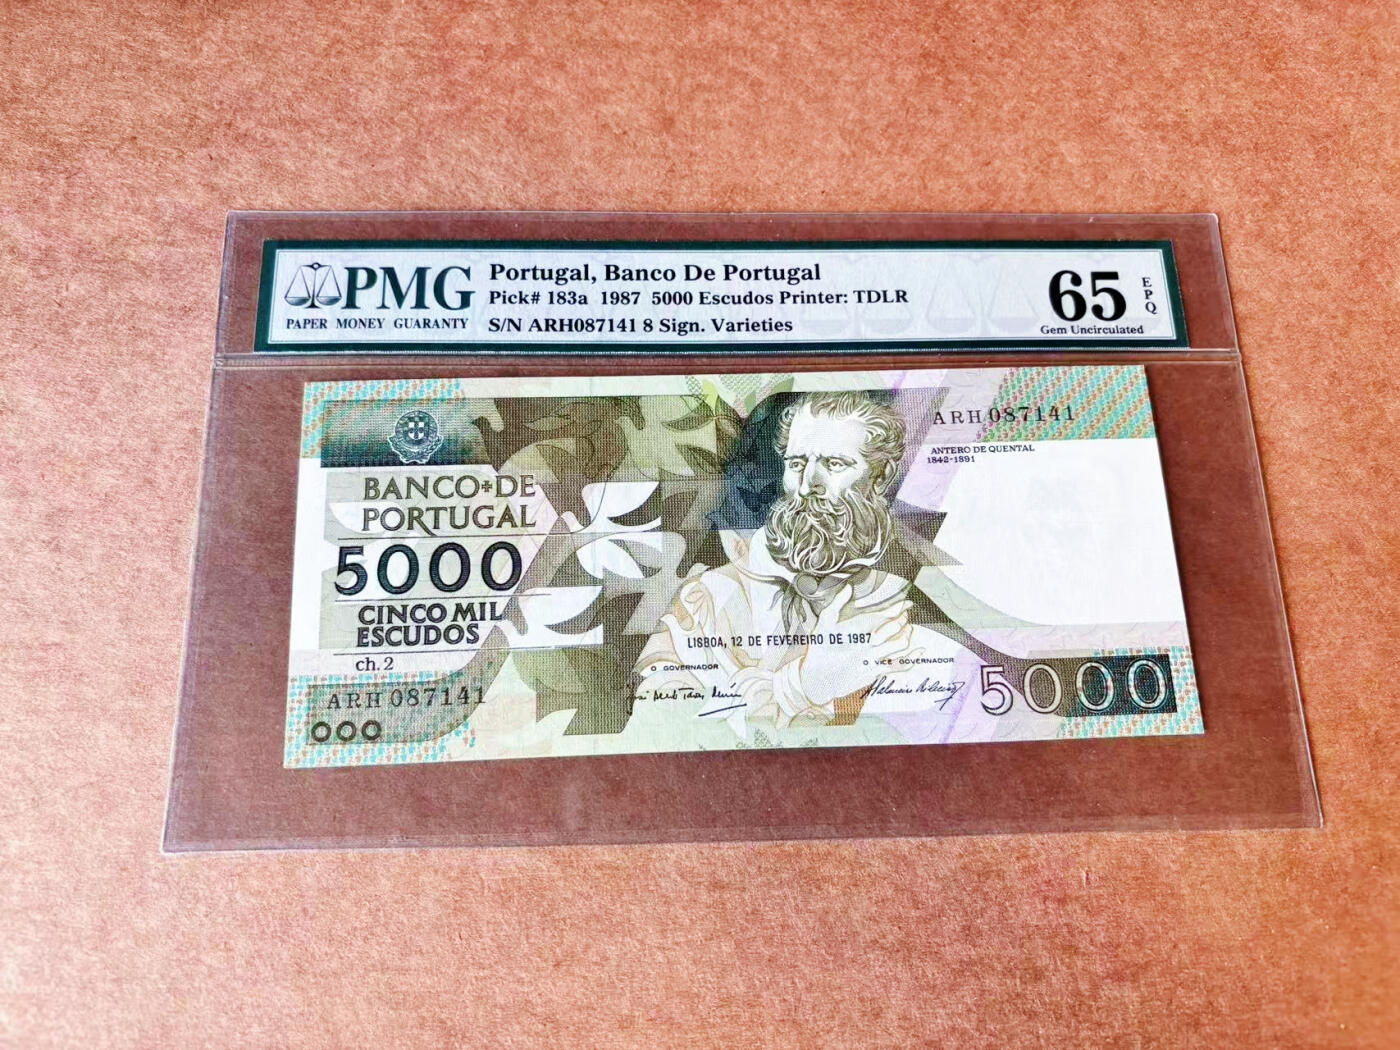 PMG
PAPER MONEY GUARANTY
Portugal, Banco De Portugal
Pick# 183a 1987 5000 Escudos Printer: TDLR
S/N ARH087141 8 Sign. Varieties
65
EPQ
Gem Uncirculated
ARH087141
ANTERO DE QUENTAL
1842-1891
BANCO DE
PORTUGAL
5000
CINCO MIL
ESCUDOS
ch. 2
LISBOA, 12 DE FEVEREIRO DE 1987
O GOVERNADOR
O VICE GOVERNADOR
ARH087141
5000